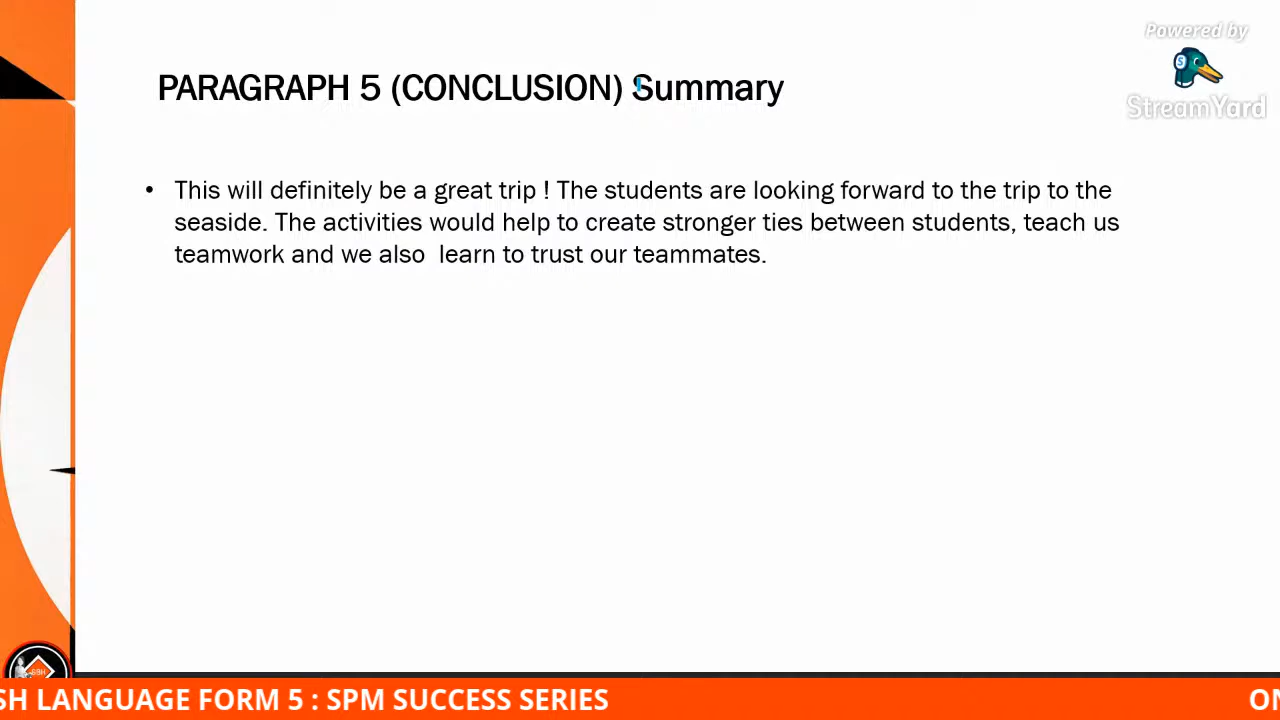 Powered by
StreamYard
PARAGRAPH 5 (CONCLUSION) Summary
• This will definitely be a great trip ! The students are looking forward to the trip to the
seaside. The activities would help to create stronger ties between students, teach us
teamwork and we also  learn to trust our teammates.
SH LANGUAGE FORM 5 : SPM SUCCESS SERIES